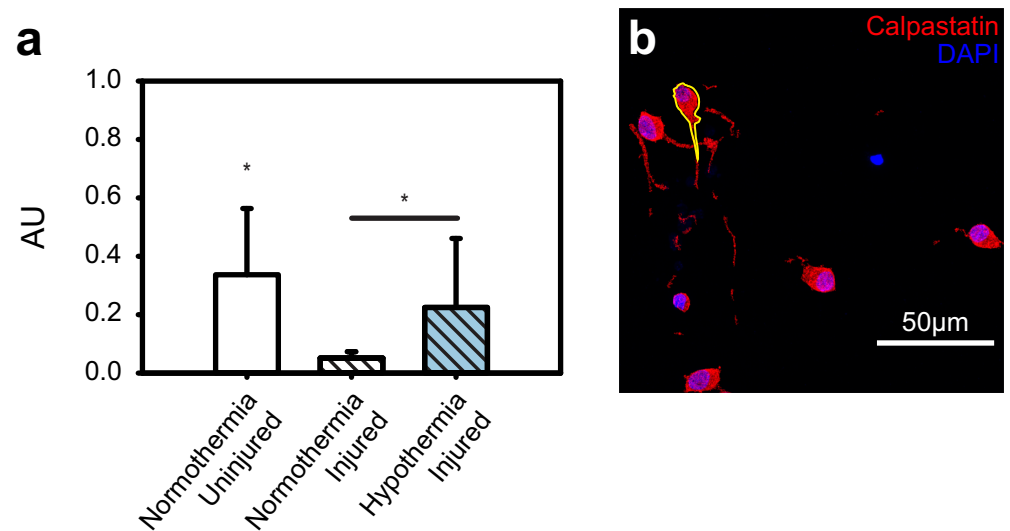 a
1.0
0.8
0.6
0.4
0.2
0.0
AU
*
*
Normothermia
Uninjured
Normothermia
Injured
Hypothermia
Injured
b
Calpastatin
DAPI
50µm